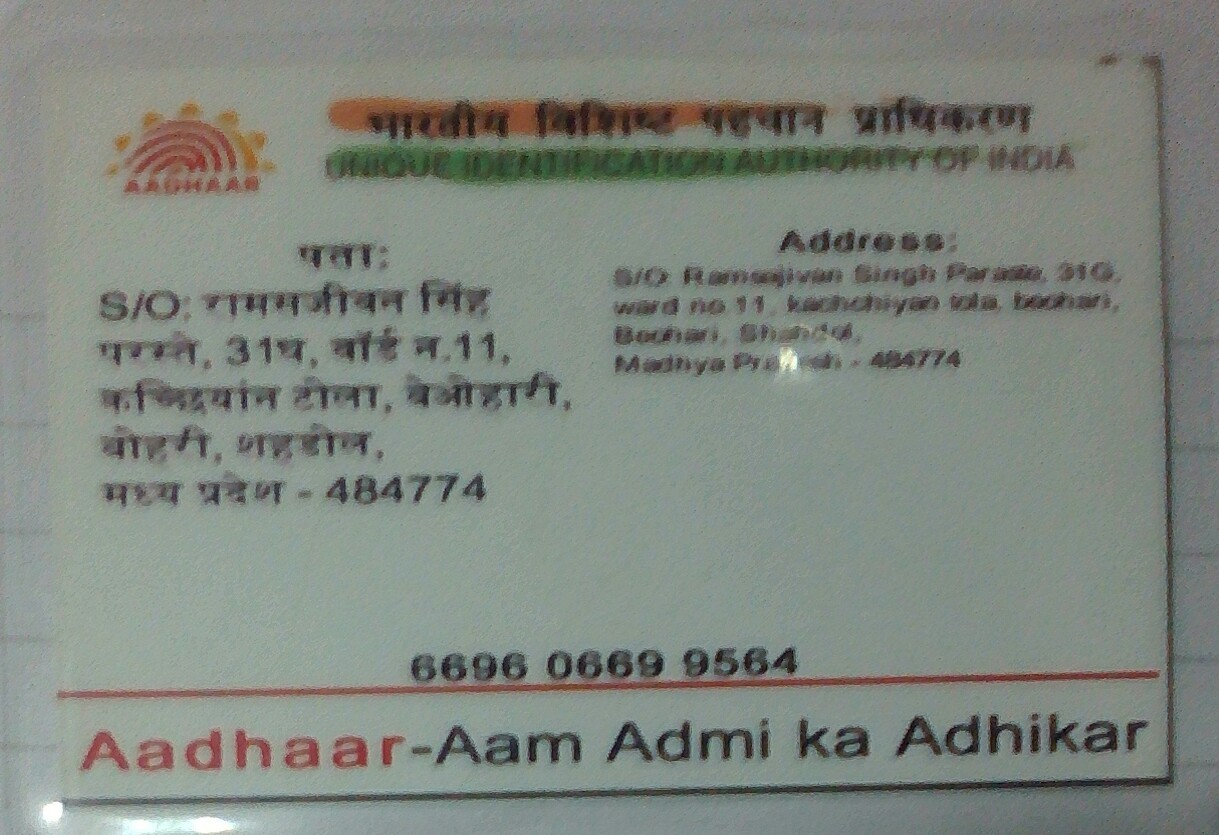 भारतीय विशिष्ट पहचान प्राधिकरण
UNIQUE IDENTIFICATION AUTHORITY OF INDIA
AADHAAR
पता:
S/O: रामसजीवन सिंह
परस्ते, 31घ, वॉर्ड न.11,
टोला, बेओहारी,
बोहरी, शहडोल,
मध्य प्रदेश - 484774
Address:
S/O: Ramsajivan Singh Paraste, 31G,
ward no 11, kachchiyan tola, beohari,
Beohari, Shahdol,
Madhya Pradesh - 484774
6696 0669 9564
Aadhaar-Aam Admi ka Adhikar